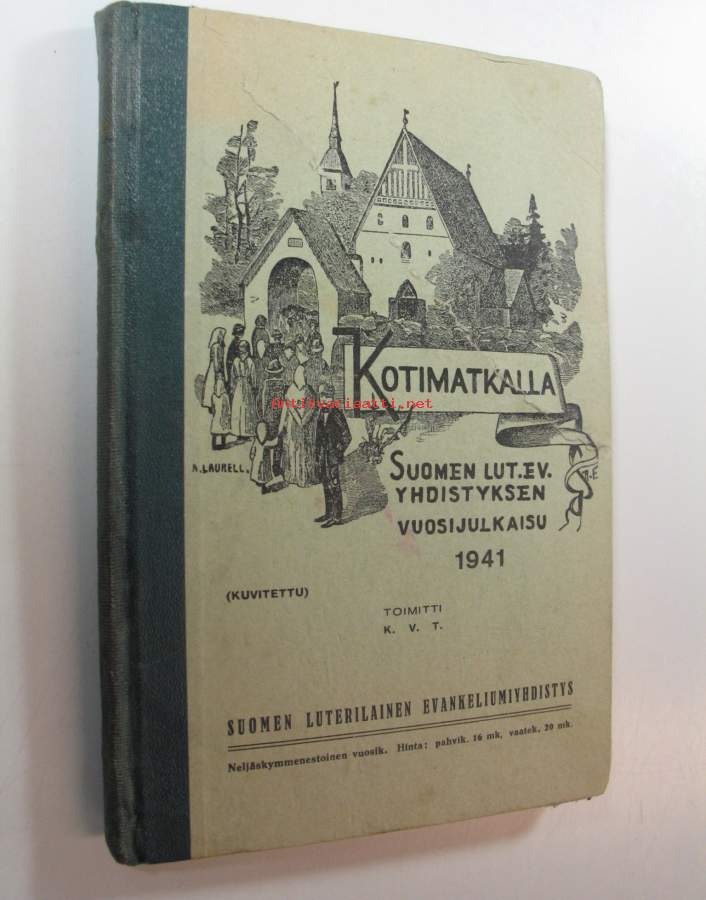 KOTIMATKALLA
antikvariaatti.net
A. LAURELL.
SUOMEN LUT. EV.
YHDISTYKSEN
VUOSIJULKAISU
1941
(KUVITETTU)
TOIMITTI
K. V. T.
SUOMEN LUTERILAINEN EVANKELIUMIYHDISTYS
Neljäskymmenestoinen vuosik. Hinta: pahvik. 16 mk, vaatek. 20 mk.